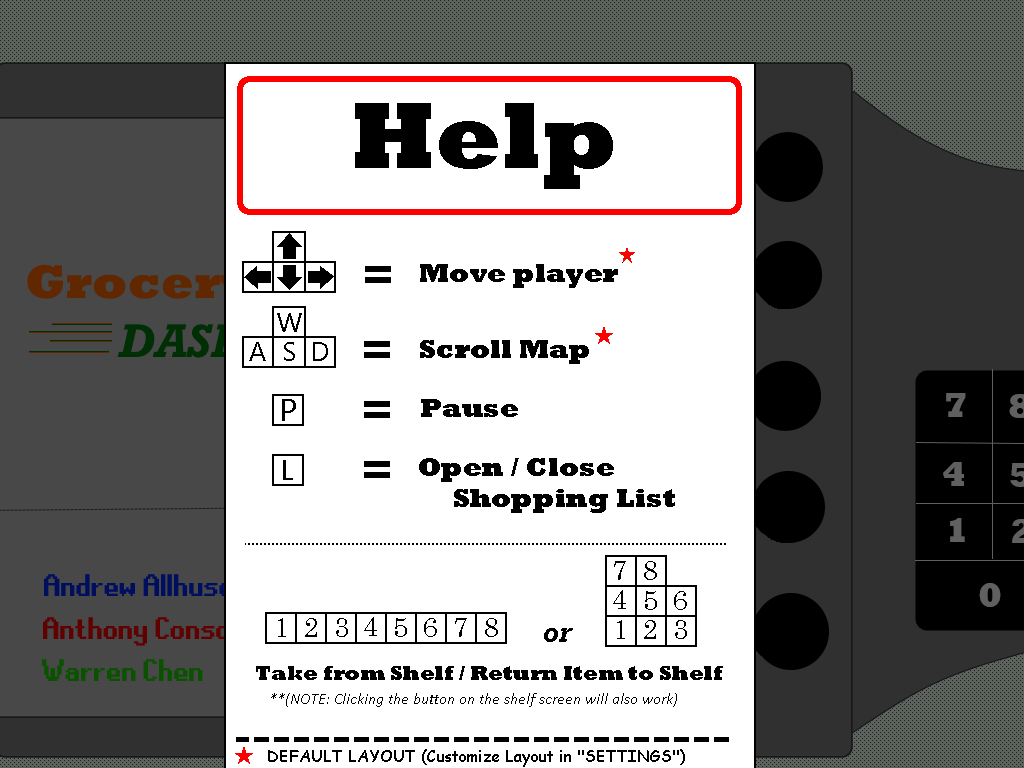 Help
= Move player
W
A S D = Scroll Map
P = Pause
L = Open / Close
Shopping List
1 2 3 4 5 6 7 8 or
7 8
4 5 6
1 2 3
Take from Shelf / Return Item to Shelf
**(NOTE: Clicking the button on the shelf screen will also work)
DEFAULT LAYOUT (Customize Layout in "SETTINGS")
Grocer
DAS
Andrew Allhus
Anthony Conso
Warren Chen
7 8
4 5
1 2
0